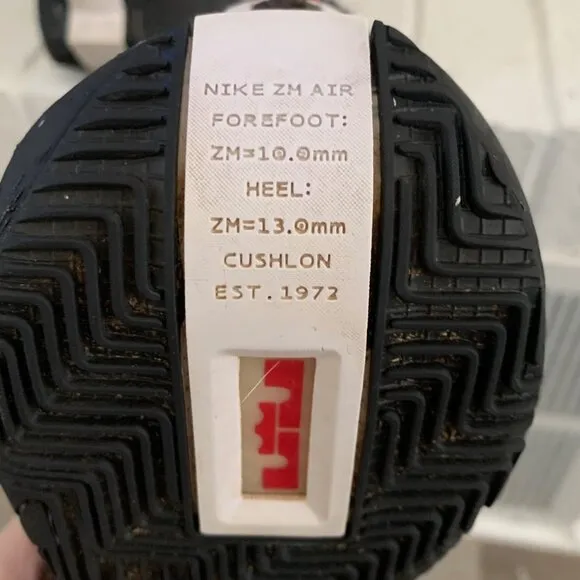 NIKE ZM AIR
FOREFOOT:
ZM=10.0mm
HEEL:
ZM=13.0mm
CUSHLON
EST.1972